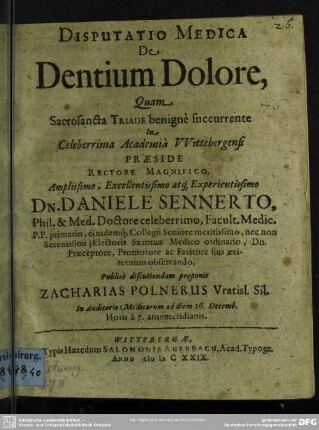 26.
DISPUTATIO MEDICA
De
Dentium Dolore,
Quam
Sacrosancta TRIADE benignè succurrente
In
Celeberrima Academiâ VVittebergensi
PRÆSIDE
RECTORE MAGNIFICO,
Amplissimo, Excellentissimo atq; Experientissimo
DN. DANIELE SENNERTO,
Phil. & Med. Doctore celeberrimo, Facult. Medic.
P.P. primario, ejusdemq; Collegii Seniore meritissimo, nec non
Serenissimi Electoris Saxoniæ Medico ordinario, Dn.
Præceptore, Promotore ac Favitore suo ævi-
ternum observando,
Publicè discutiendam proponit
ZACHARIAS POLNERUS Vratisl. Sil.
In Auditorio Medicorum ad diem 16. Decemb.
Horis à 7. antemeridianis.
WITTEBERGÆ,
Typis Hæredum SALOMONIS AUERBACH, Acad. Typogr.
ANNO CIƆ IƆ C XXIX.